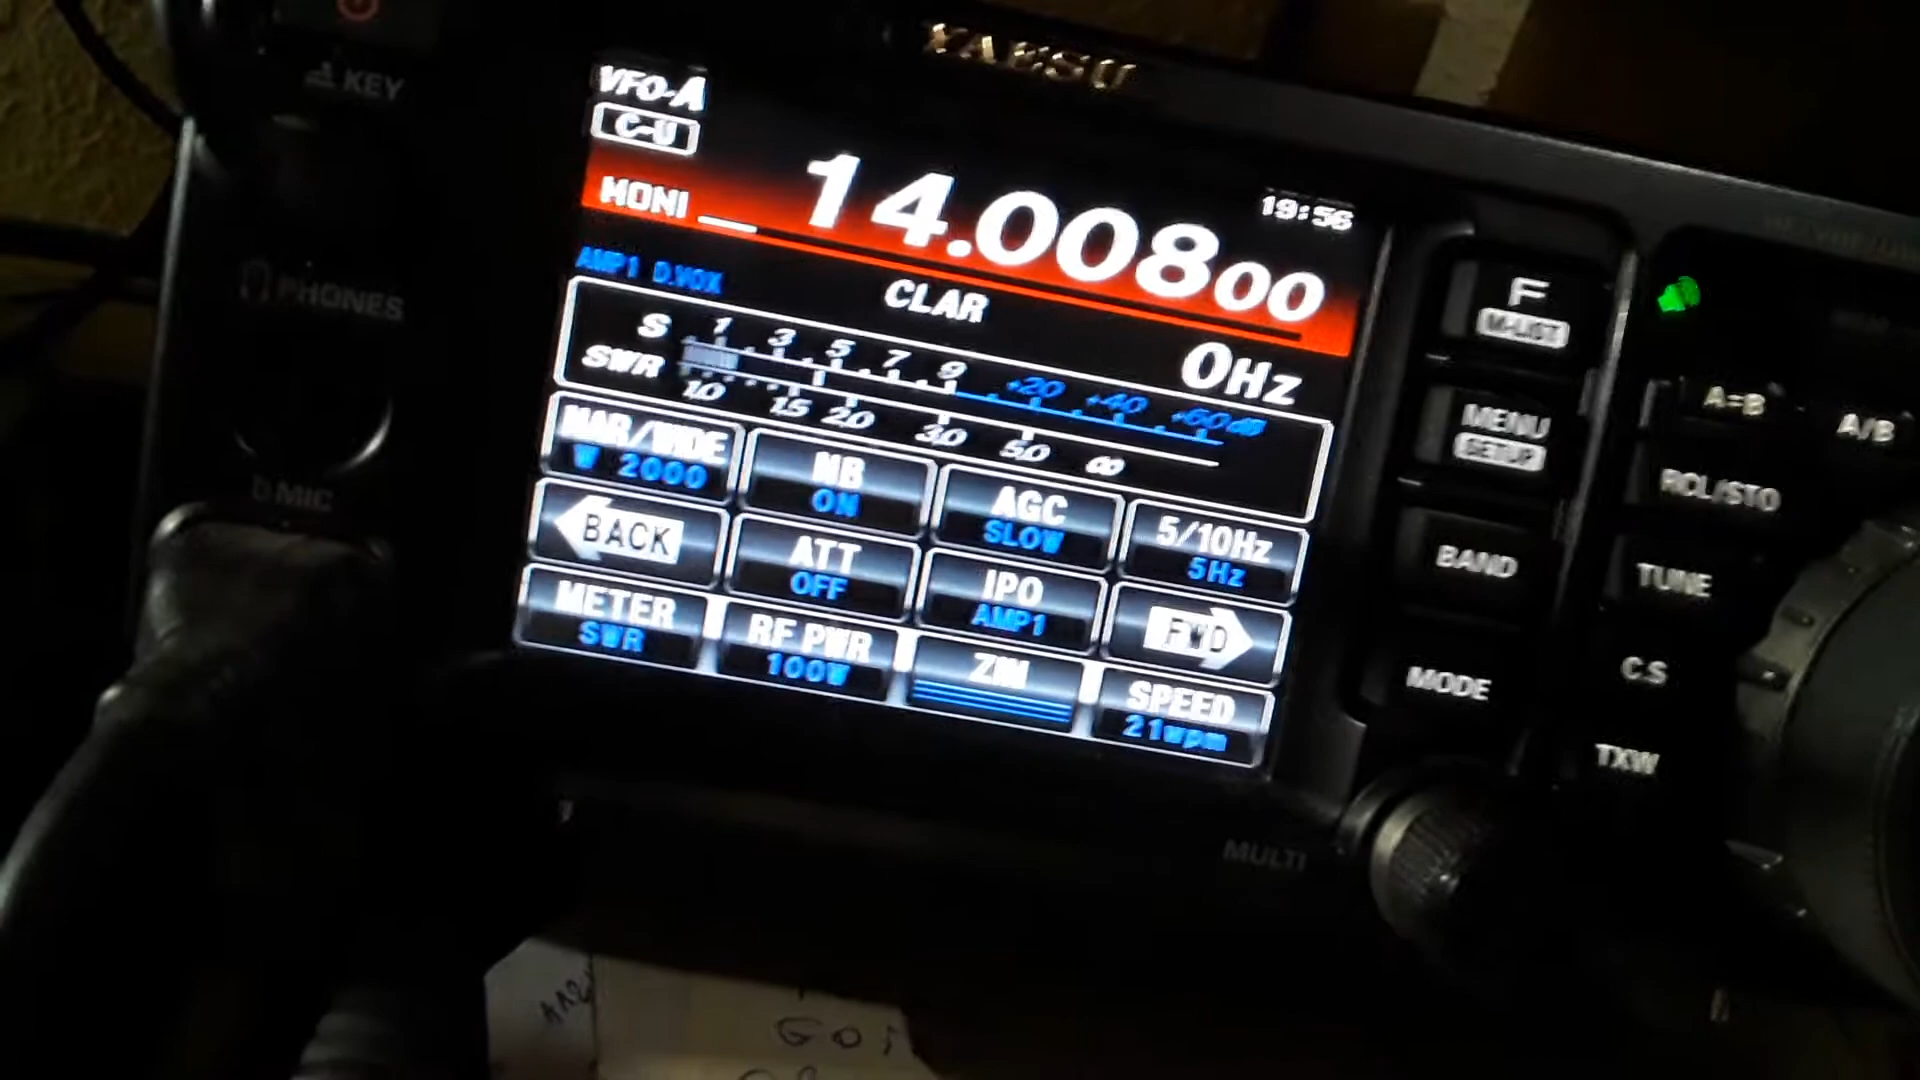 YAESU
KEY
VFO-A
C-U
MONI
14.00800
19:56
AMP1 D.VOX
CLAR
0Hz
S 1 3 5 7 9 +20 +40 +60dB
SWR 1.0 1.5 2.0 3.0 5.0 ∞
NAR/WIDE
W 2000
NB
ON
AGC
SLOW
5/10Hz
5Hz
BACK
ATT
OFF
IPO
AMP1
FWD
METER
SWR
RF PWR
100W
ZIN
SPEED
21wpm
PHONES
MIC
F
M-LIST
MENU
SETUP
BAND
MODE
MULTI
A=B
A/B
RCL/STO
TUNE
C.S
TXW